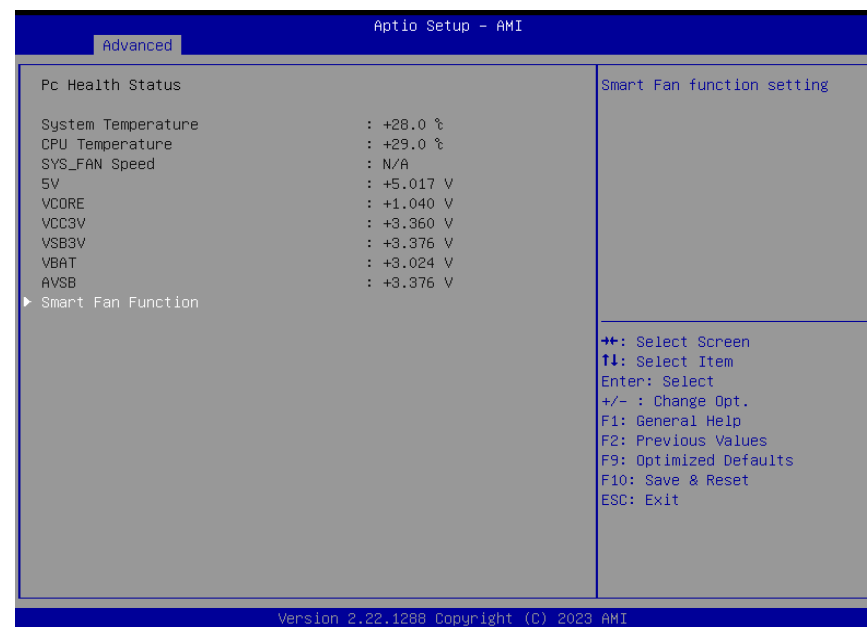 Aptio Setup – AMI
Advanced
Pc Health Status
System Temperature : +28.0 ℃
CPU Temperature : +29.0 ℃
SYS_FAN Speed : N/A
5V : +5.017 V
VCORE : +1.040 V
VCC3V : +3.360 V
VSB3V : +3.376 V
VBAT : +3.024 V
AVSB : +3.376 V
▶ Smart Fan Function
Smart Fan function setting
→←: Select Screen
↑↓: Select Item
Enter: Select
+/- : Change Opt.
F1: General Help
F2: Previous Values
F9: Optimized Defaults
F10: Save & Reset
ESC: Exit
Version 2.22.1288 Copyright (C) 2023 AMI